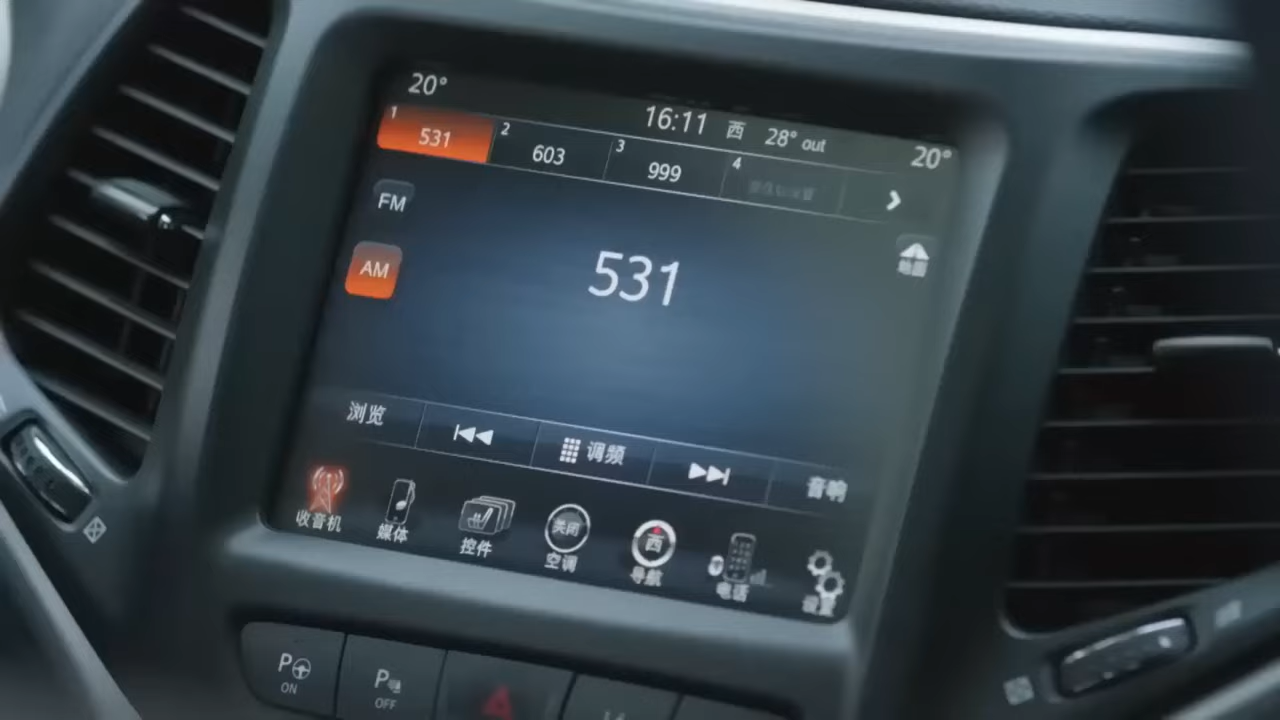 20°
16:11 西 28° out
20°
1 531
2 603
3 999
4
FM
AM
531
地图
浏览
调频
音响
收音机
媒体
控件
关闭
空调
西
导航
电话
设置
P ON
P OFF